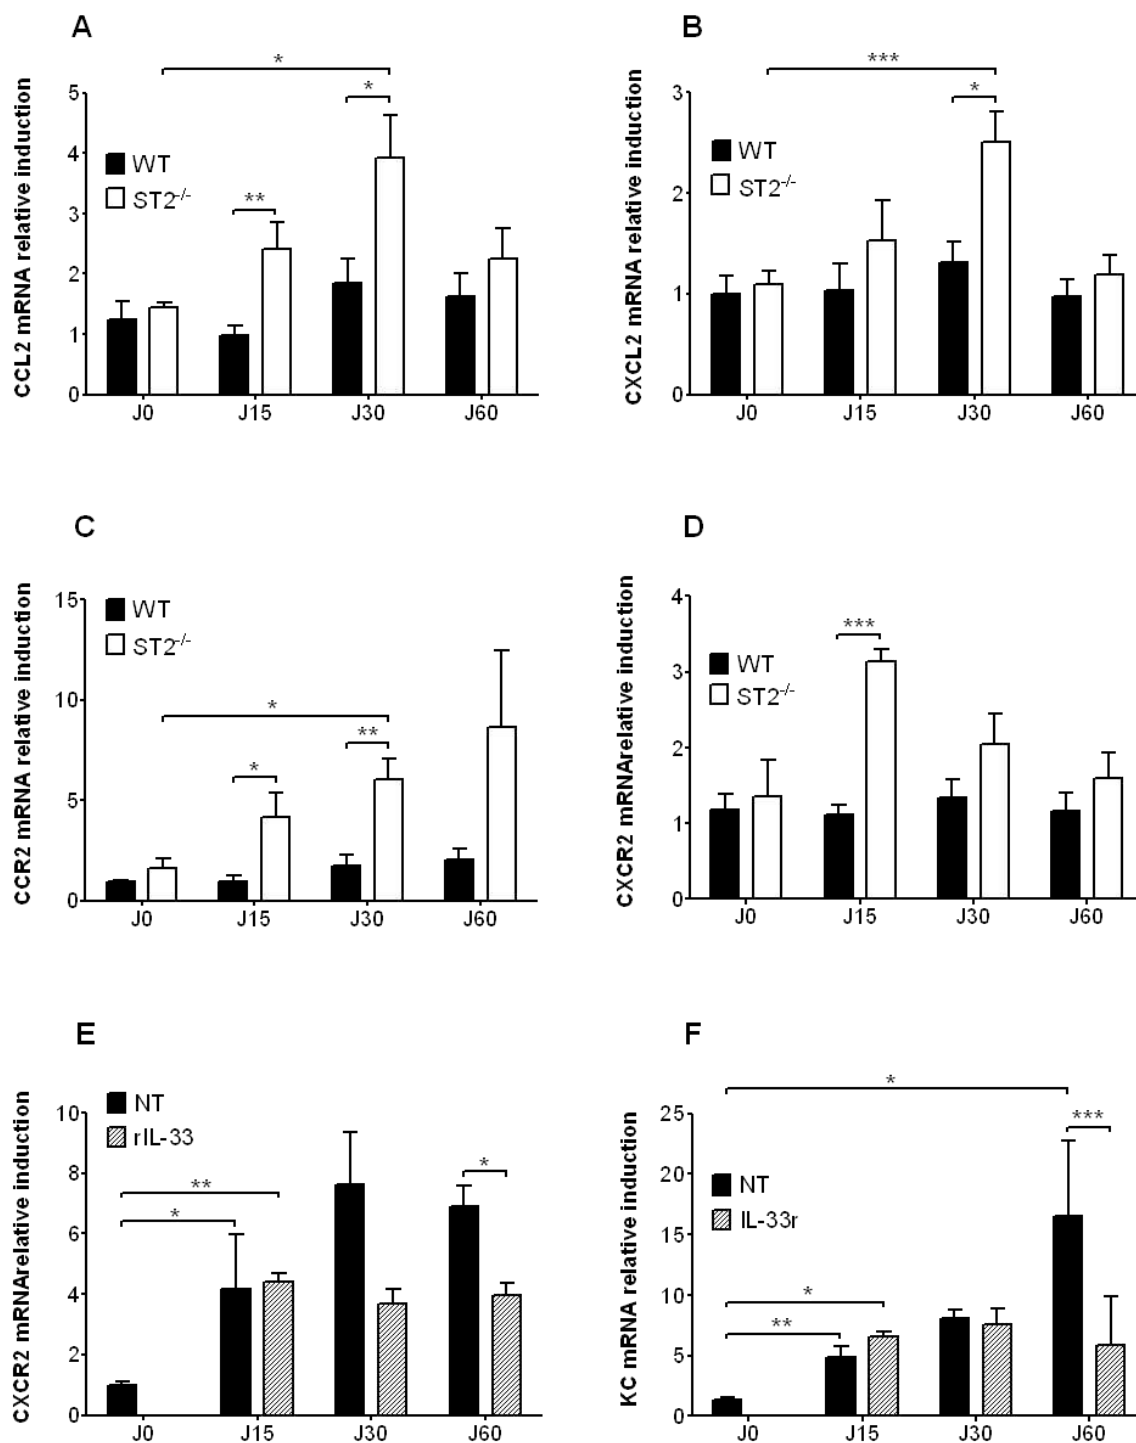 A
CCL2 mRNA relative induction
*
*
**
WT
ST2-/-
5
4
3
2
1
0
J0 J15 J30 J60
B
CXCL2 mRNA relative induction
***
*
WT
ST2-/-
3
2
1
0
J0 J15 J30 J60
C
CCR2 mRNA relative induction
WT
ST2-/-
*
**
*
15
10
5
0
J0 J15 J30 J60
D
CXCR2 mRNArelative induction
***
WT
ST2-/-
4
3
2
1
0
J0 J15 J30 J60
E
CXCR2 mRNArelative induction
NT
rIL-33
**
*
*
10
8
6
4
2
0
J0 J15 J30 J60
F
KC mRNA relative induction
*
***
NT
IL-33r
*
**
25
20
15
10
5
0
J0 J15 J30 J60